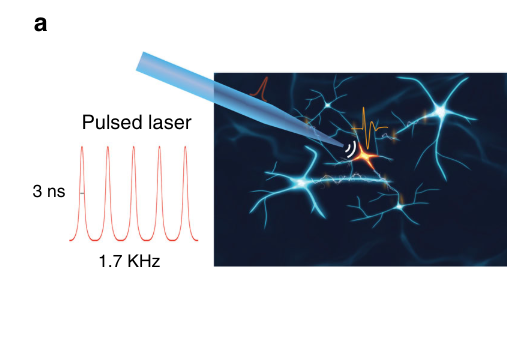 a
Pulsed laser
3 ns
1.7 KHz